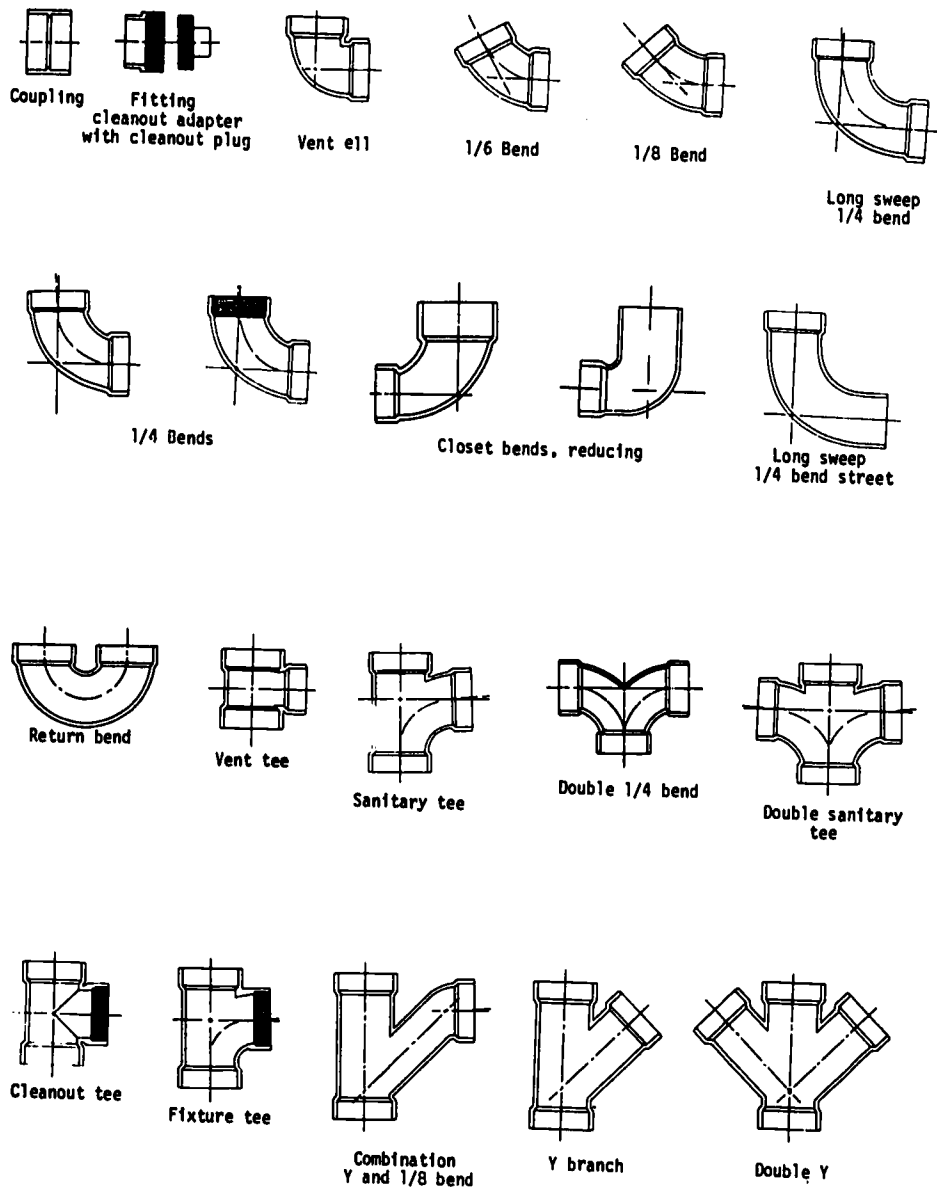 Coupling
Fitting
cleanout adapter
with cleanout plug
Vent ell
1/6 Bend
1/8 Bend
Long sweep
1/4 bend
1/4 Bends
Closet bends, reducing
Long sweep
1/4 bend street
Return bend
Vent tee
Sanitary tee
Double 1/4 bend
Double sanitary
tee
Cleanout tee
Fixture tee
Combination
Y and 1/8 bend
Y branch
Double Y